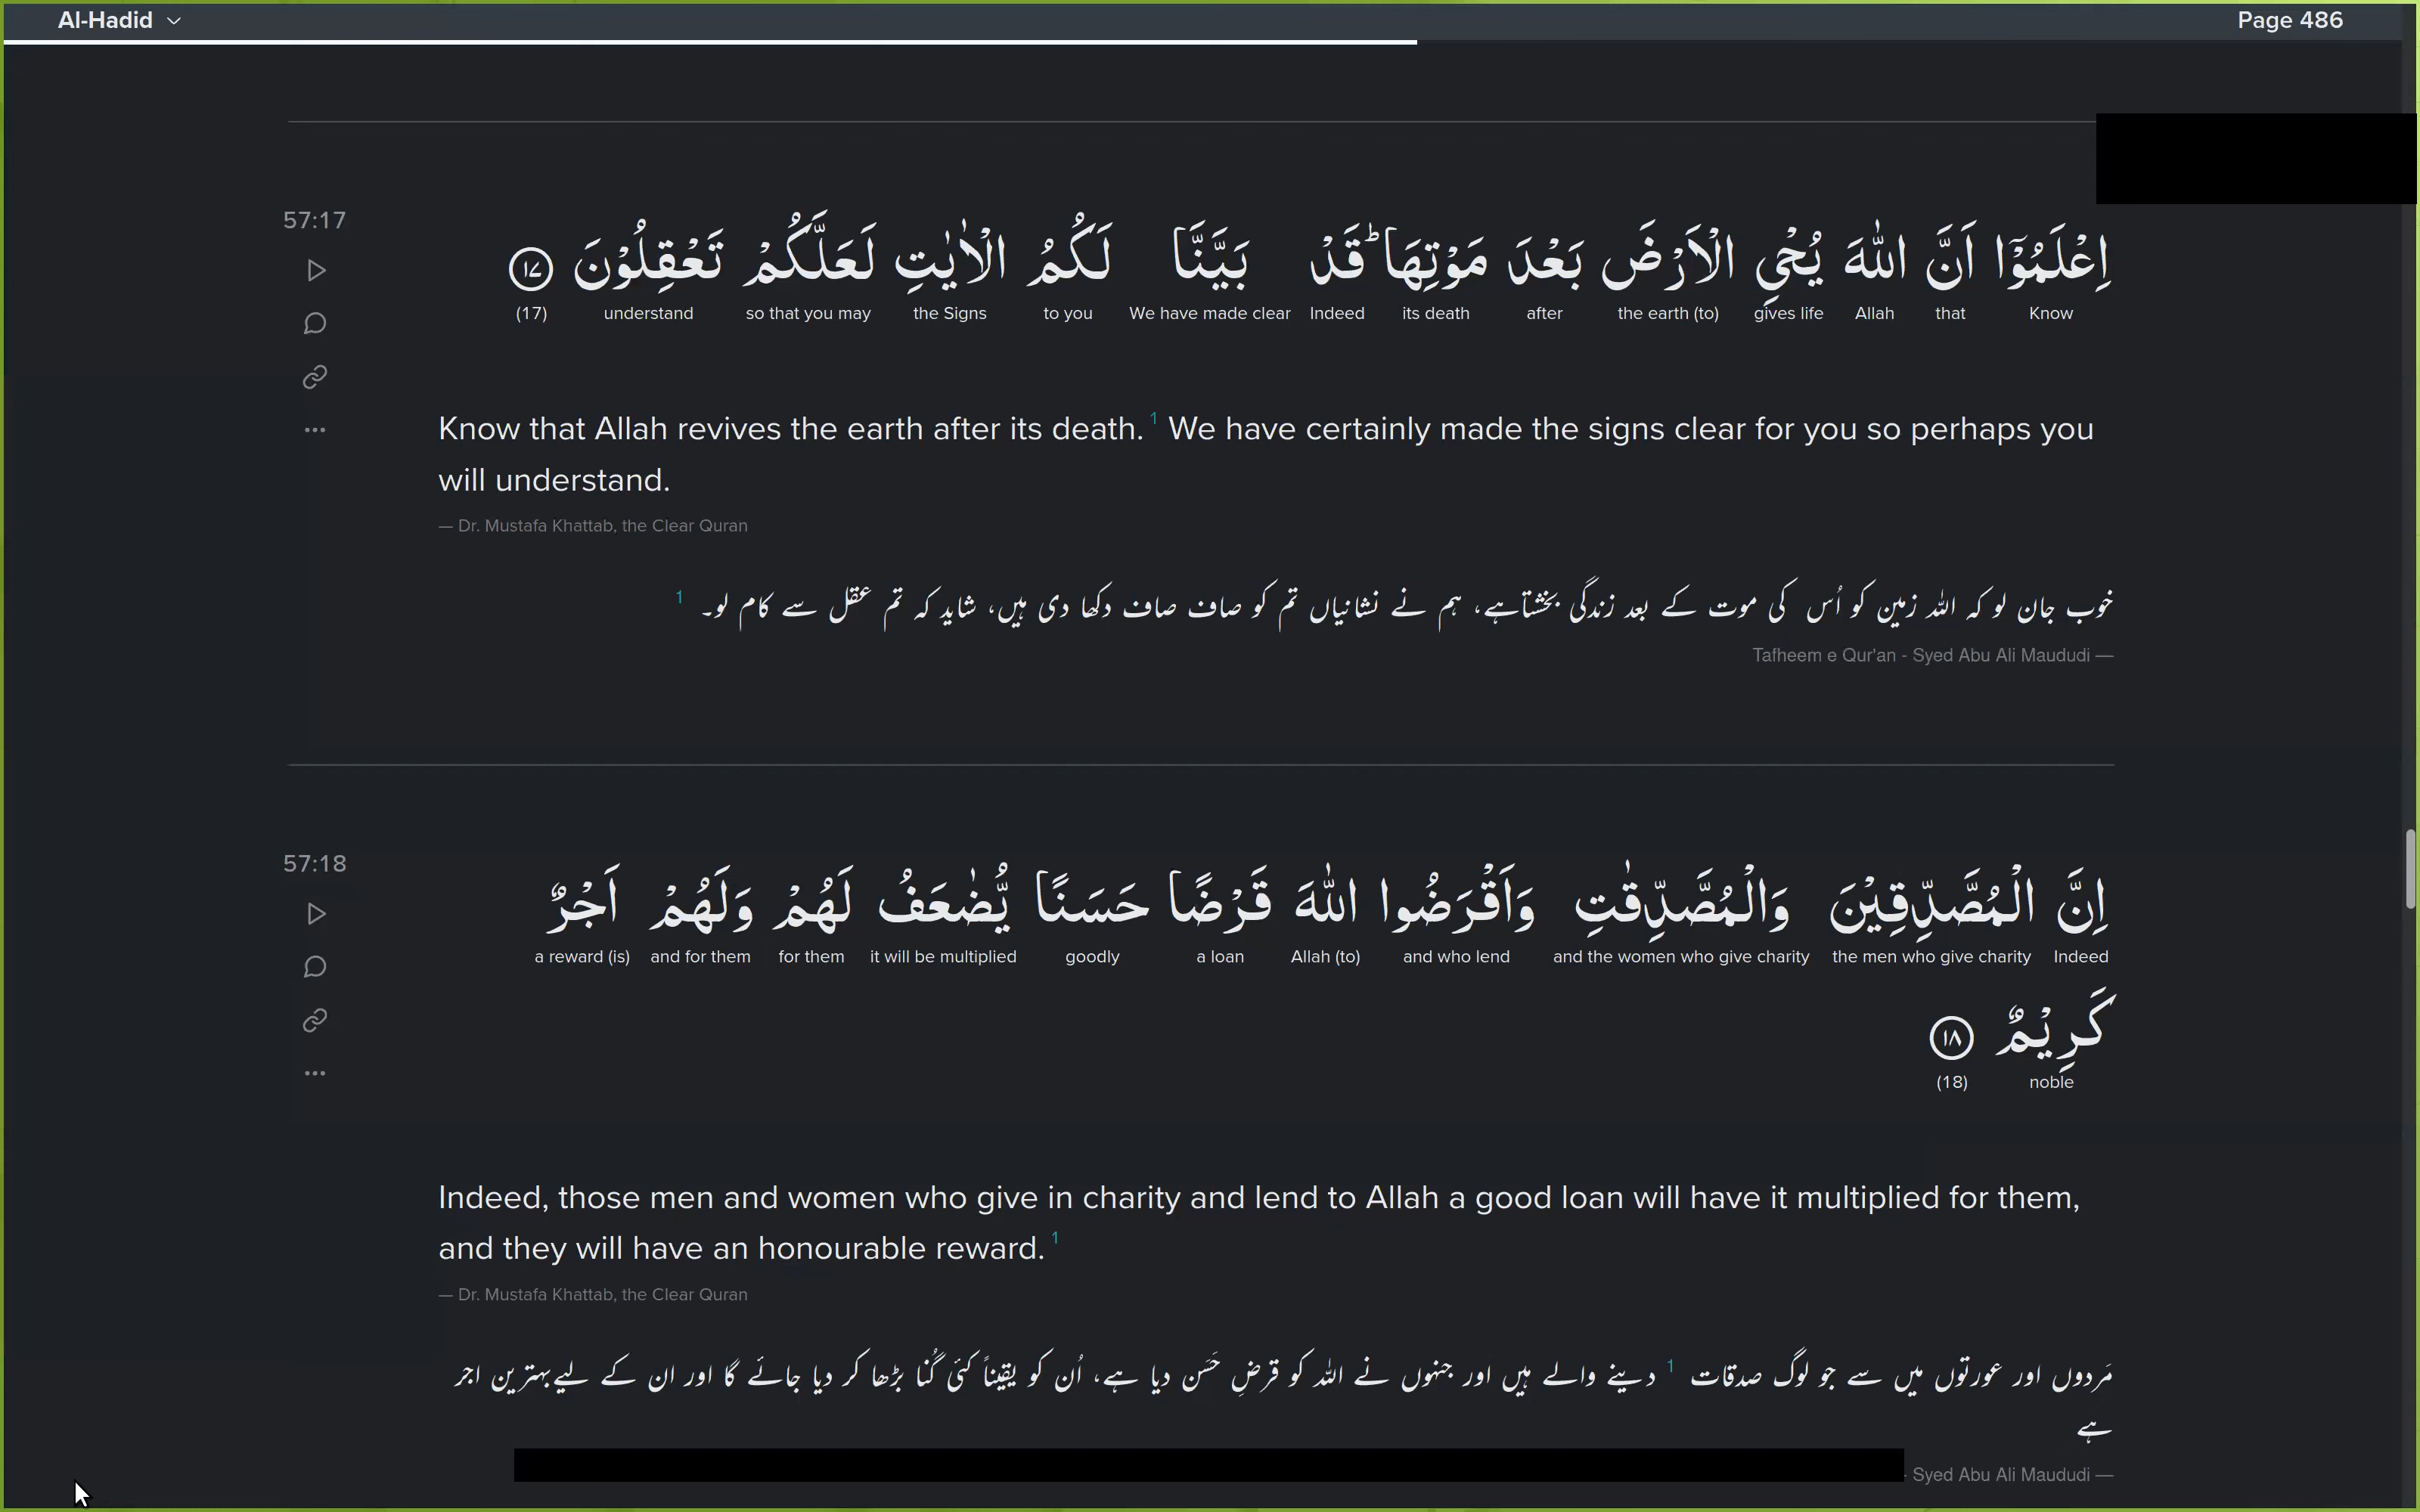 Al-Hadid
Page 486
57:17
اِعْلَمُوْۤا اَنَّ اللّٰهَ يُحْيِ الْاَرْضَ بَعْدَ مَوْتِهَا ؕ قَدْ بَيَّنَّا لَكُمُ الْاٰيٰتِ لَعَلَّكُمْ تَعْقِلُوْنَ ١٧
Know that Allah gives life the earth (to) after its death Indeed We have made clear to you the Signs so that you may understand (17)
Know that Allah revives the earth after its death. 1 We have certainly made the signs clear for you so perhaps you
will understand.
— Dr. Mustafa Khattab, the Clear Quran
خوب جان لو کہ اللہ زمین کو اُس کی موت کے بعد زندگی بخشتاہے، ہم نے نشانیاں تم کو صاف صاف دکھا دی ہیں، شاید کہ تم عقل سے کام لو۔ 1
Tafheem e Qur'an - Syed Abu Ali Maududi —
57:18
اِنَّ الْمُصَّدِّقِيْنَ وَالْمُصَّدِّقٰتِ وَاَقْرَضُوا اللّٰهَ قَرْضًا حَسَنًا يُّضٰعَفُ لَهُمْ وَلَهُمْ اَجْرٌ
Indeed the men who give charity and the women who give charity and who lend Allah (to) a loan goodly it will be multiplied for them and for them a reward (is)
كَرِيْمٌ ١٨
noble (18)
Indeed, those men and women who give in charity and lend to Allah a good loan will have it multiplied for them,
and they will have an honourable reward. 1
— Dr. Mustafa Khattab, the Clear Quran
مَردوں اور عورتوں میں سے جو لوگ صدقات 1 دینے والے ہیں اور جنہوں نے اللہ کو قرضِ حَسَن دیا ہے، اُن کو یقیناً کئی گُنا بڑھا کر دیا جائے گا اور ان کے لیے بہترین اجر
ہے
- Syed Abu Ali Maududi —